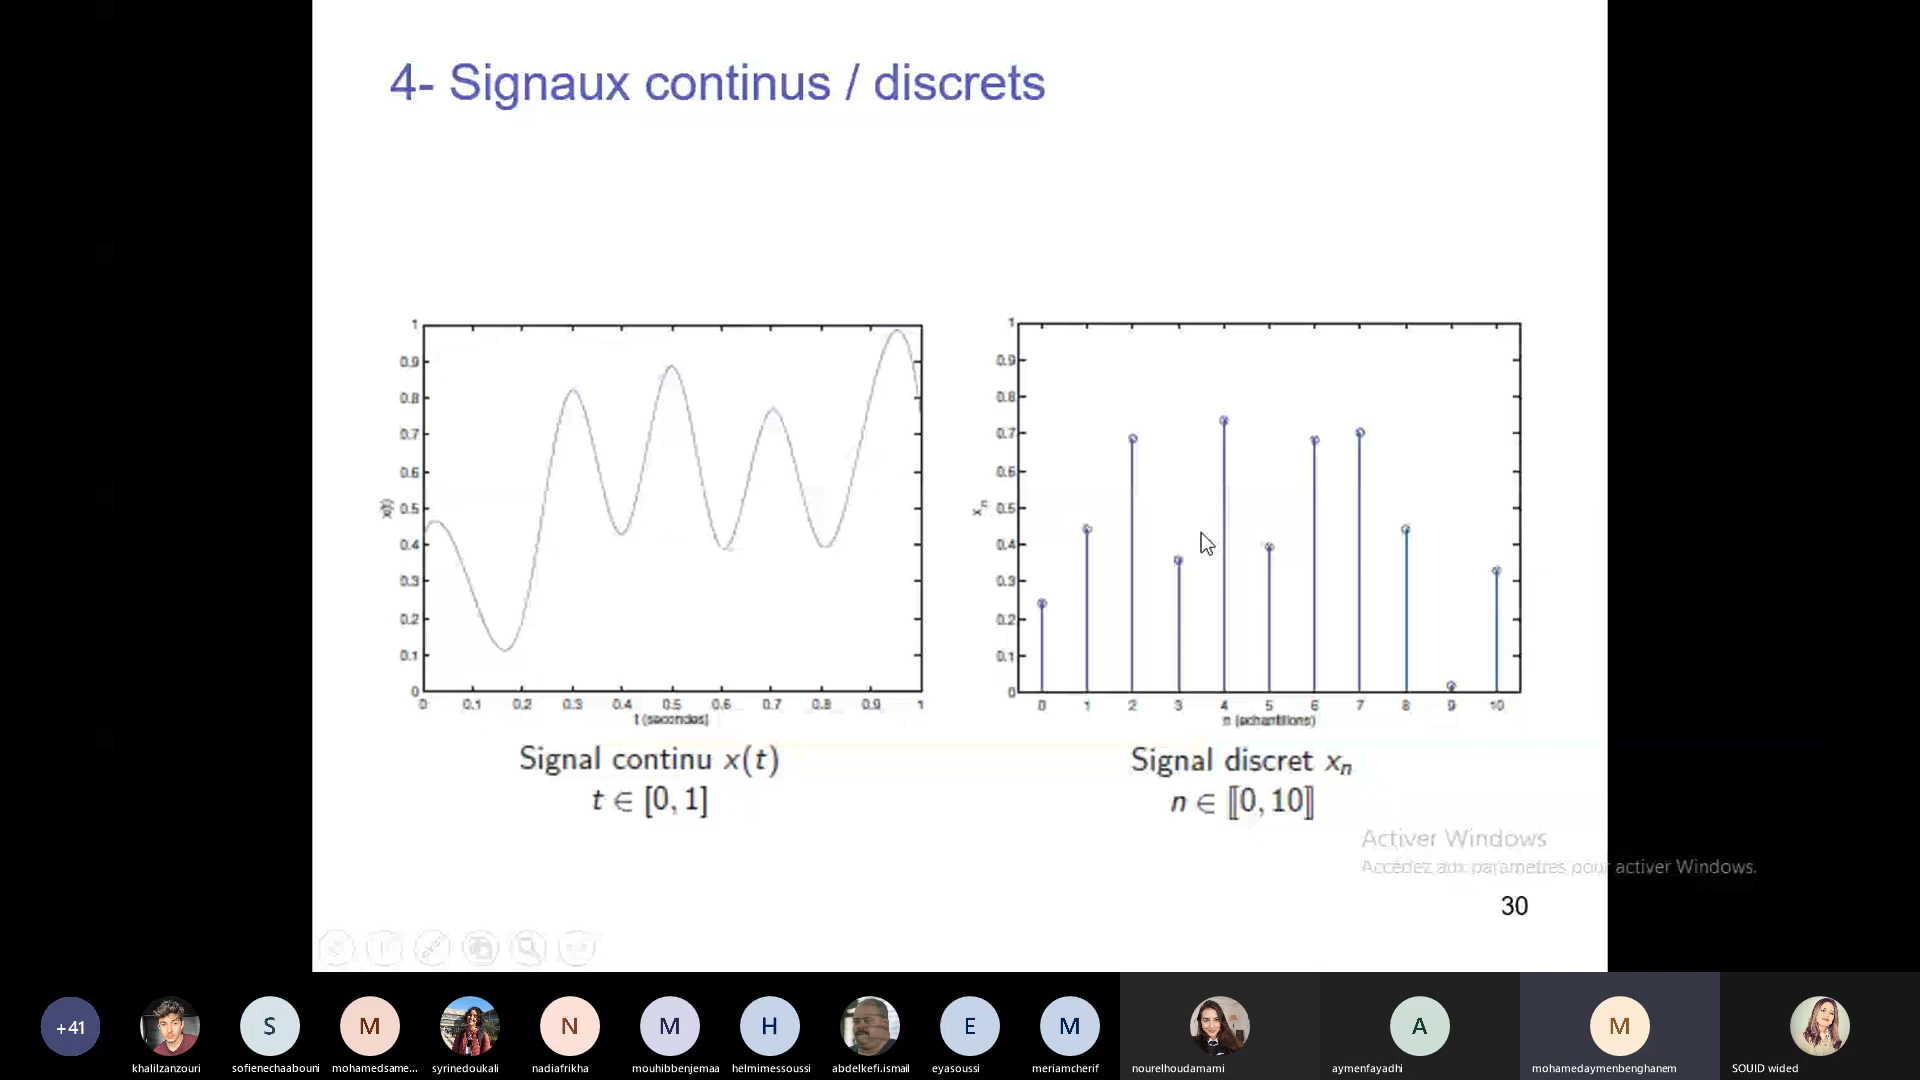 4- Signaux continus / discrets
1
0.9
0.8
0.7
0.6
0.5
0.4
0.3
0.2
0.1
0
x(t)
0 0.1 0.2 0.3 0.4 0.5 0.6 0.7 0.8 0.9 1
t (secondes)
Signal continu x(t)
t ∈ [0, 1]
1
0.9
0.8
0.7
0.6
0.5
0.4
0.3
0.2
0.1
0
xₙ
0 1 2 3 4 5 6 7 8 9 10
n (echantillons)
Signal discret xₙ
n ∈ ⟦0, 10⟧
Activer Windows
Accédez aux paramètres pour activer Windows.
30
+41
S
M
N
M
H
E
M
A
M
khalilzanzouri
sofienechaabouni
mohamedsame...
syrinedoukali
nadiafrikha
mouhibbenjemaa
helmimessoussi
abdelkefi.ismail
eyasoussi
meriamcherif
nourelhoudamami
aymenfayadhi
mohamedaymenbenghanem
SOUID wided